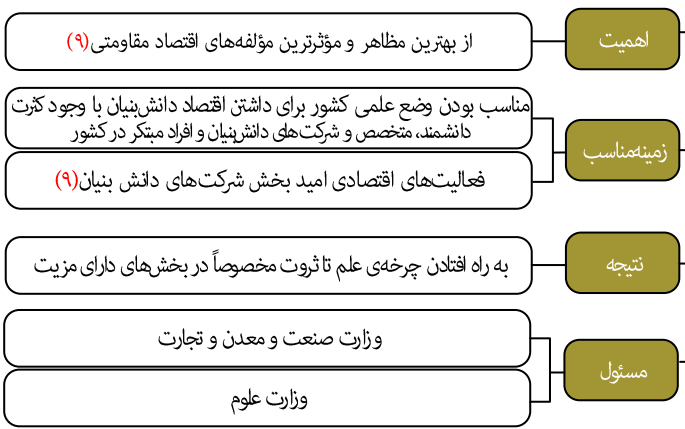 اهمیت
از بهترین مظاهر و مؤثرترین مؤلفه‌های اقتصاد مقاومتی(۹)
زمینه‌مناسب
مناسب بودن وضع علمی کشور برای داشتن اقتصاد دانش‌بنیان با وجود کثرت
دانشمند، متخصص و شرکت‌های دانش‌بنیان و افراد مبتکر در کشور
فعالیت‌های اقتصادی امید بخش شرکت‌های دانش بنیان(۹)
نتیجه
به راه افتادن چرخه‌ی علم تا ثروت مخصوصاً در بخش‌های دارای مزیت
مسئول
وزارت صنعت و معدن و تجارت
وزارت علوم